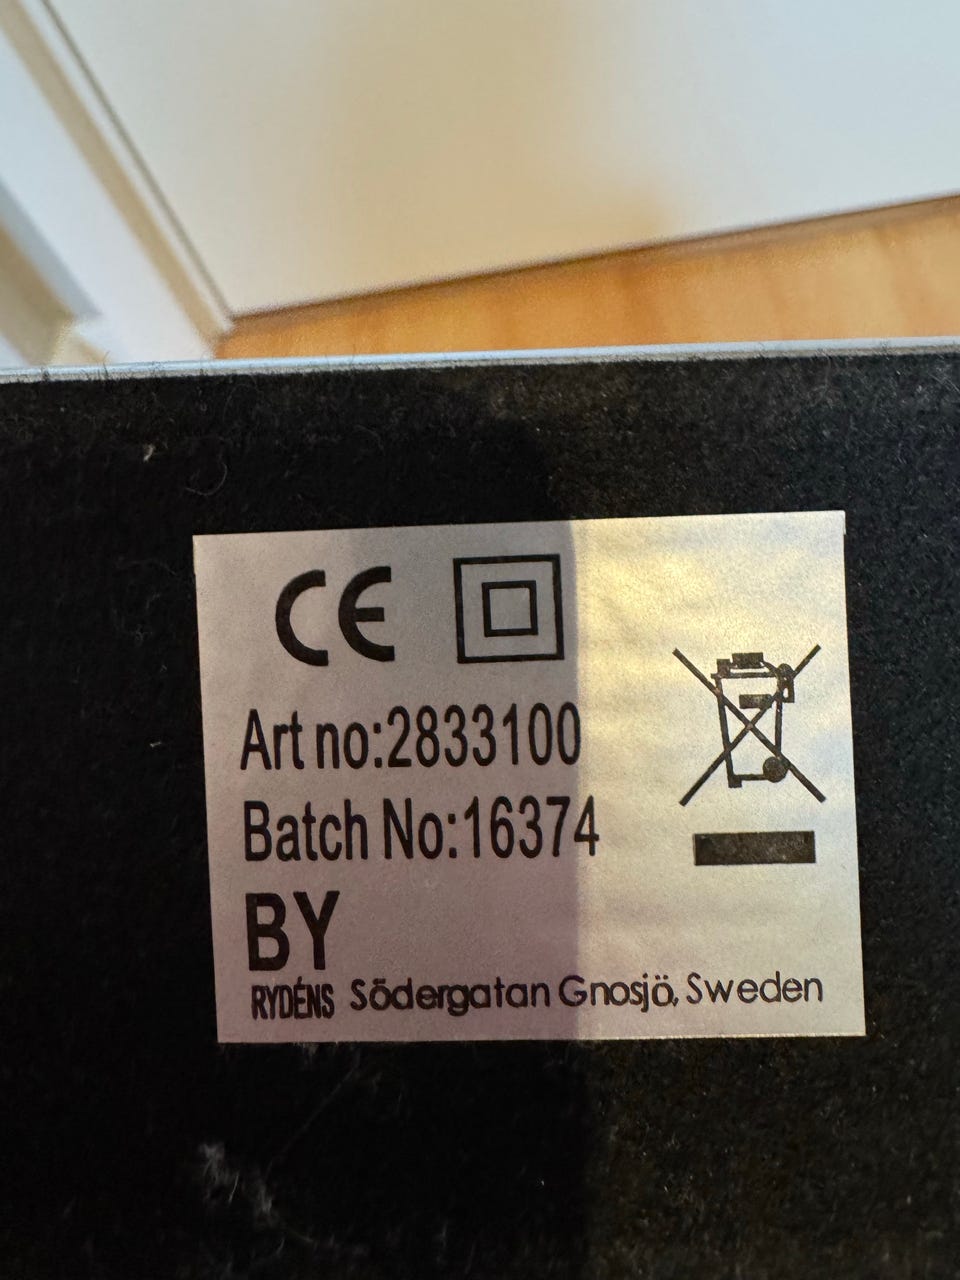 CE
Art no:2833100
Batch No:16374
BY
RYDÉNS Södergatan Gnosjö, Sweden